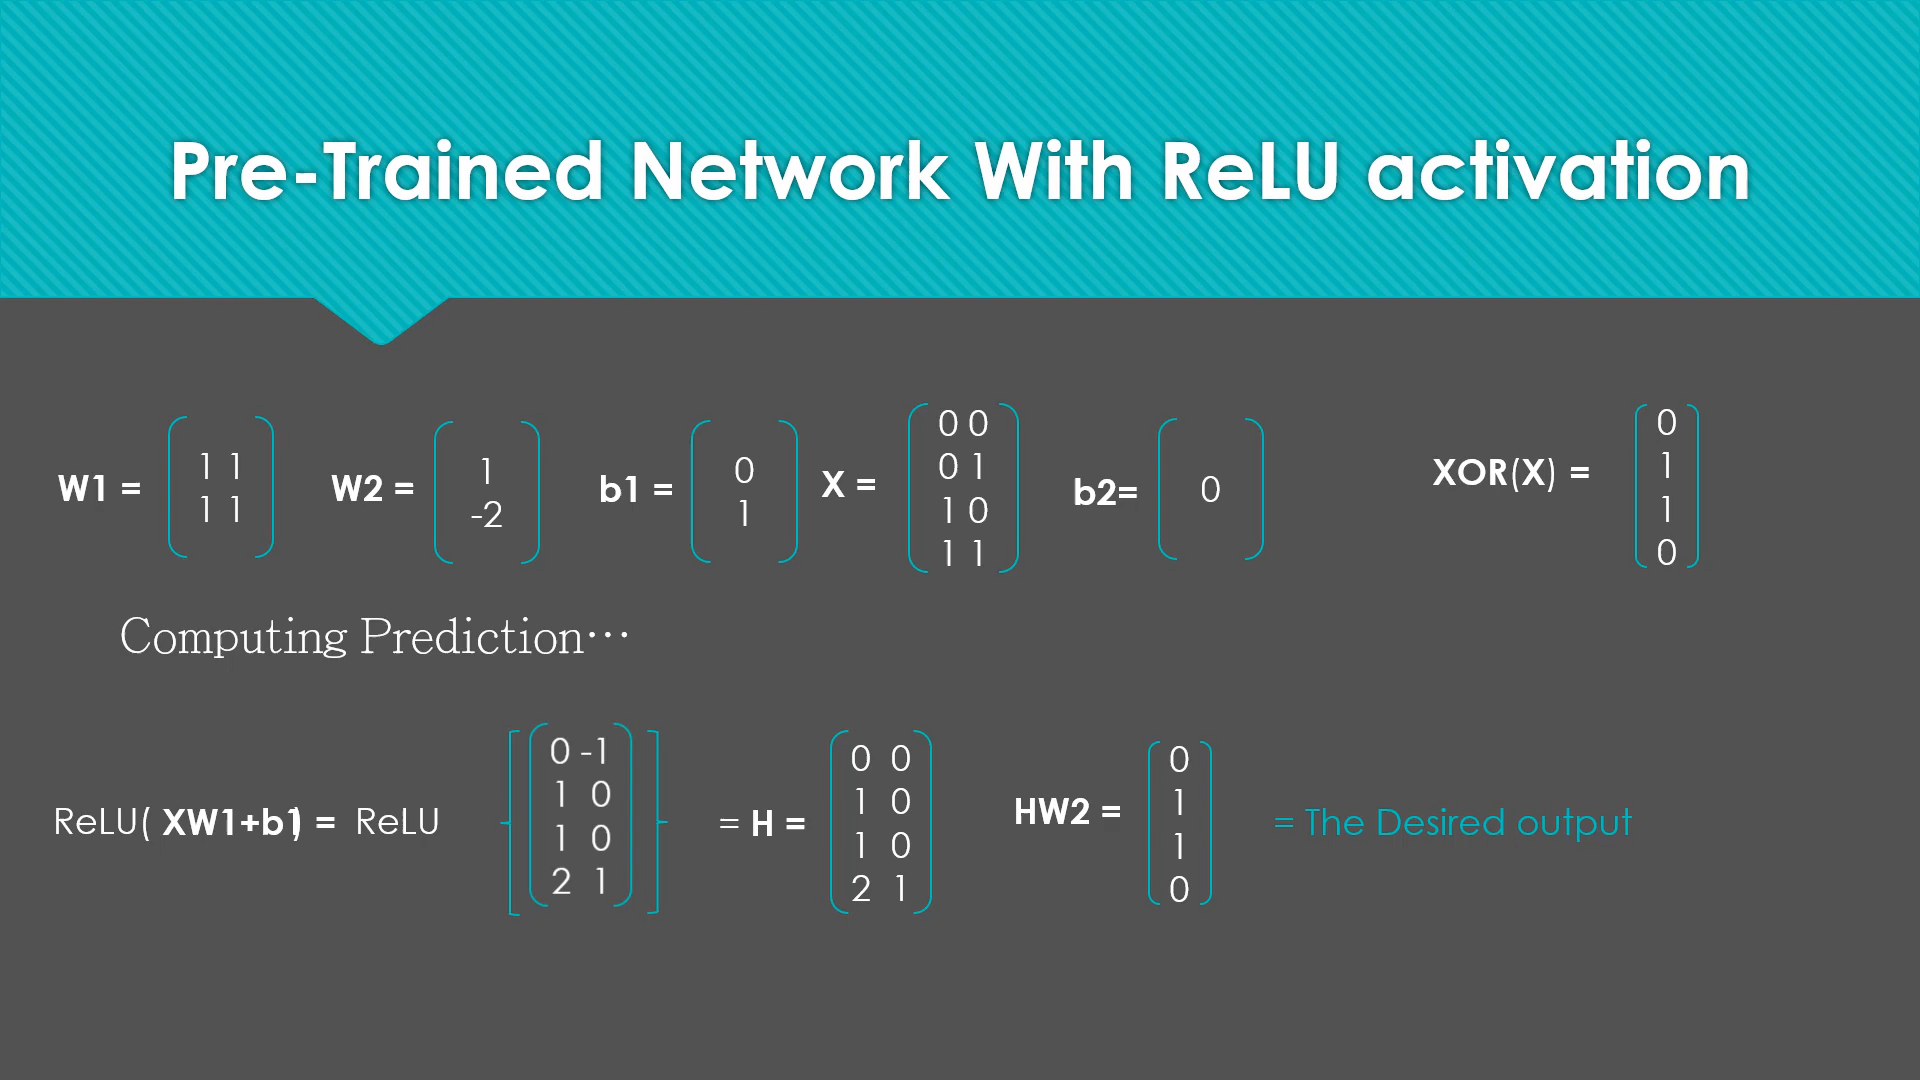 Pre-Trained Network With ReLU activation
W1 =
1 1
1 1
W2 =
1
-2
b1 =
0
1
X =
0 0
0 1
1 0
1 1
b2=
0
XOR(X) =
0
1
1
0
Computing Prediction…
ReLU( XW1+b1) = ReLU
0 -1
1 0
1 0
2 1
= H =
0 0
1 0
1 0
2 1
HW2 =
0
1
1
0
= The Desired output